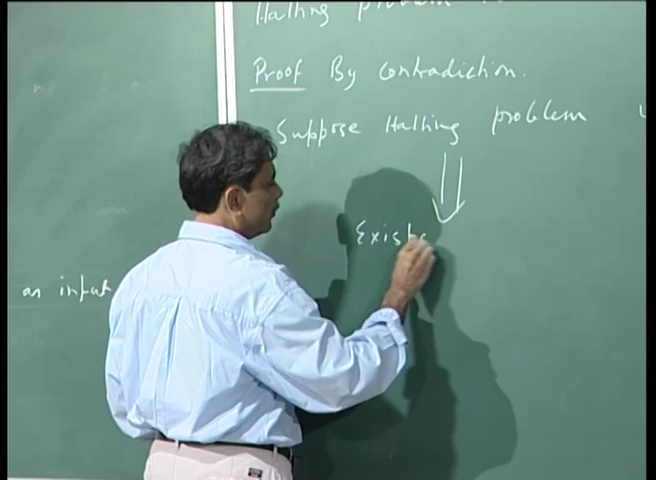 Halting problem
Proof By contradiction.
Suppose Halting problem
Exists
an input